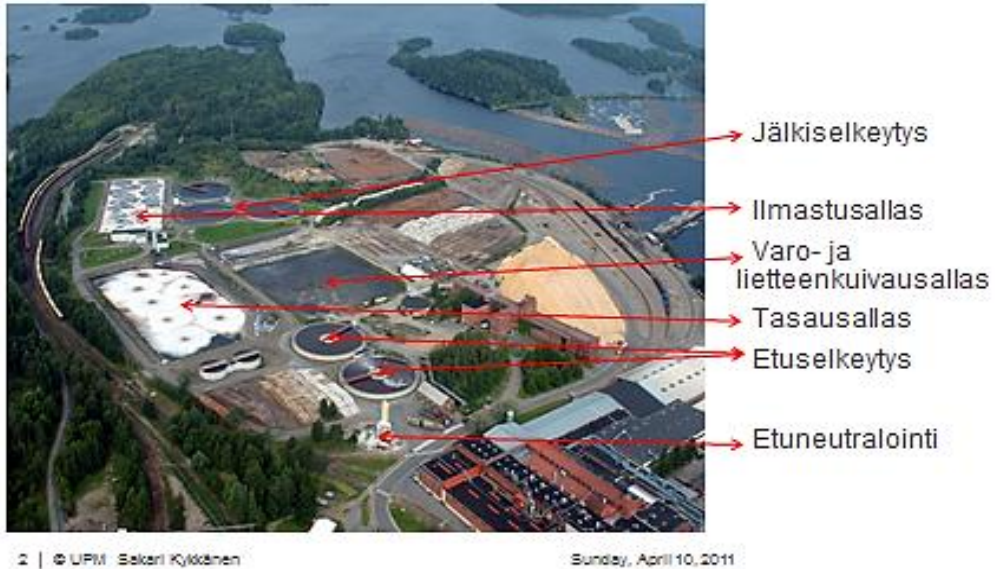 Jälkiselkeytys
Ilmastusallas
Varo- ja
lietteenkuivausallas
Tasausallas
Etuselkeytys
Etuneutralointi
2 | © UPM Sakari Kykkänen
Sunday, April 10, 2011